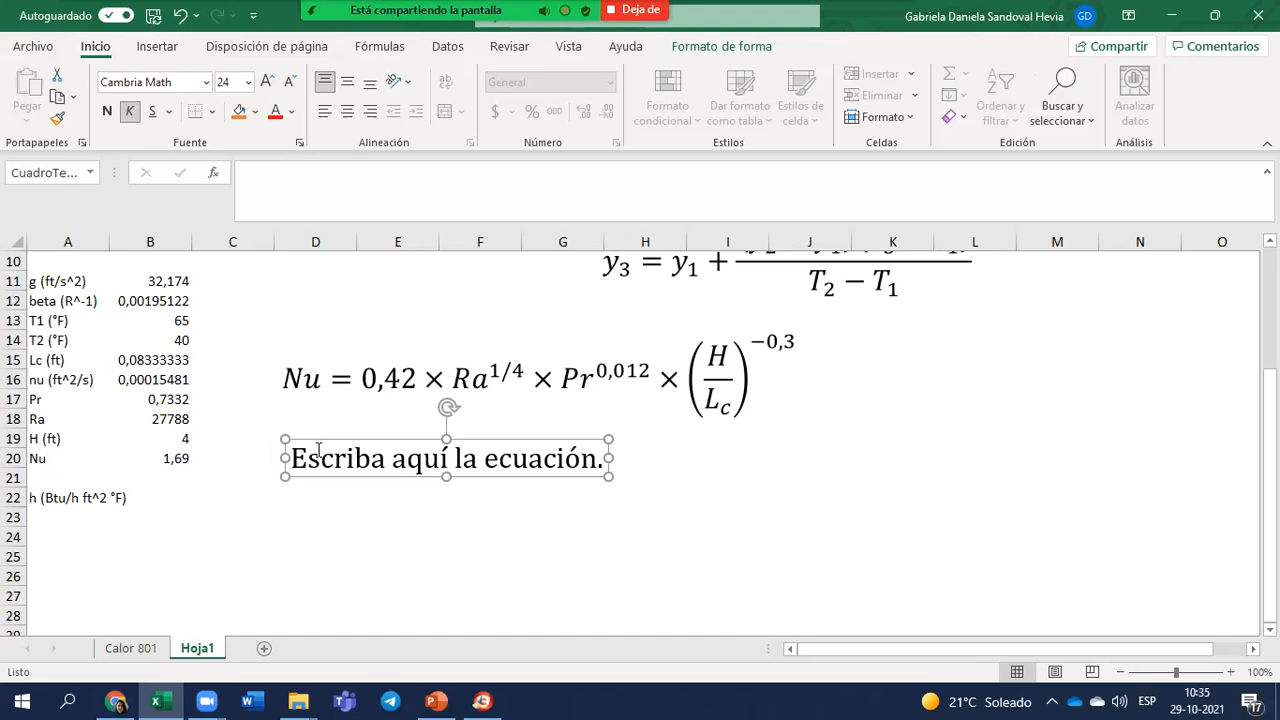 Autoguardado
Está compartiendo la pantalla
Deja de
Gabriela Daniela Sandoval Hevia
GD
Archivo Inicio Insertar Disposición de página Fórmulas Datos Revisar Vista Ayuda Formato de forma
Compartir Comentarios
Pegar
Cambria Math 24
N K S
General
$ % 000
Formato condicional
Dar formato como tabla
Estilos de celda
Insertar
Eliminar
Formato
Ordenar y filtrar
Buscar y seleccionar
Analizar datos
Portapapeles Fuente Alineación Número Estilos Celdas Edición Análisis
CuadroTe... fx
A B C D E F G H I J K L M N O
10
y3 = y1 +
T2 − T1
11 g (ft/s^2) 32,174
12 beta (R^-1) 0,00195122
13 T1 (°F) 65
14 T2 (°F) 40
15 Lc (ft) 0,08333333
16 nu (ft^2/s) 0,00015481
17 Pr 0,7332
18 Ra 27788
19 H (ft) 4
20 Nu 1,69
21
22 h (Btu/h ft^2 °F)
23
24
25
26
27
28
29
Nu = 0,42 × Ra^1/4 × Pr^0,012 × (H/Lc)^−0,3
Escriba aquí la ecuación.
Calor 801 Hoja1
Listo
100%
21°C Soleado
ESP
10:35
29-10-2021
17